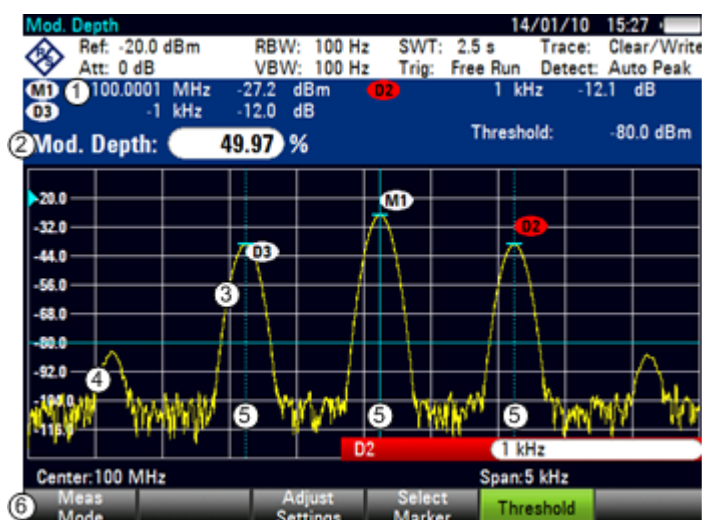 Mod. Depth 14/01/10 15:27
Ref: -20.0 dBm RBW: 100 Hz SWT: 2.5 s Trace: Clear/Write
Att: 0 dB VBW: 100 Hz Trig: Free Run Detect: Auto Peak
M1 1 100.0001 MHz -27.2 dBm D2 1 kHz -12.1 dB
D3 -1 kHz -12.0 dB
2 Mod. Depth: 49.97 % Threshold: -80.0 dBm
-20.0
M1
-32.0
D2
-44.0
D3
-56.0
3
-68.0
-80.0
-92.0
4
-104.0
5 5 5
-116.0
D2 1 kHz
Center:100 MHz Span:5 kHz
6 Meas Mode Adjust Settings Select Marker Threshold